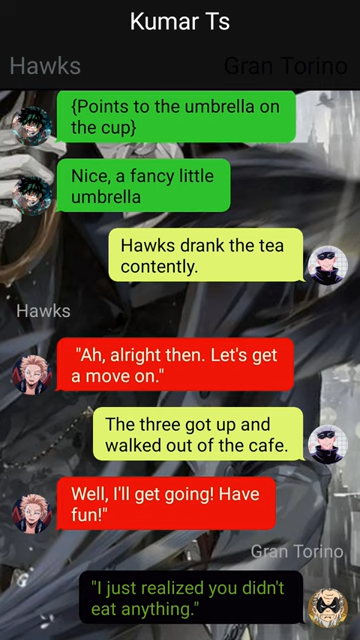 Kumar Ts
Hawks
Gran Torino
{Points to the umbrella on
the cup}
Nice, a fancy little
umbrella
Hawks drank the tea
contently.
Hawks
"Ah, alright then. Let's get
a move on."
The three got up and
walked out of the cafe.
Well, I'll get going! Have
fun!"
Gran Torino
"I just realized you didn't
eat anything."